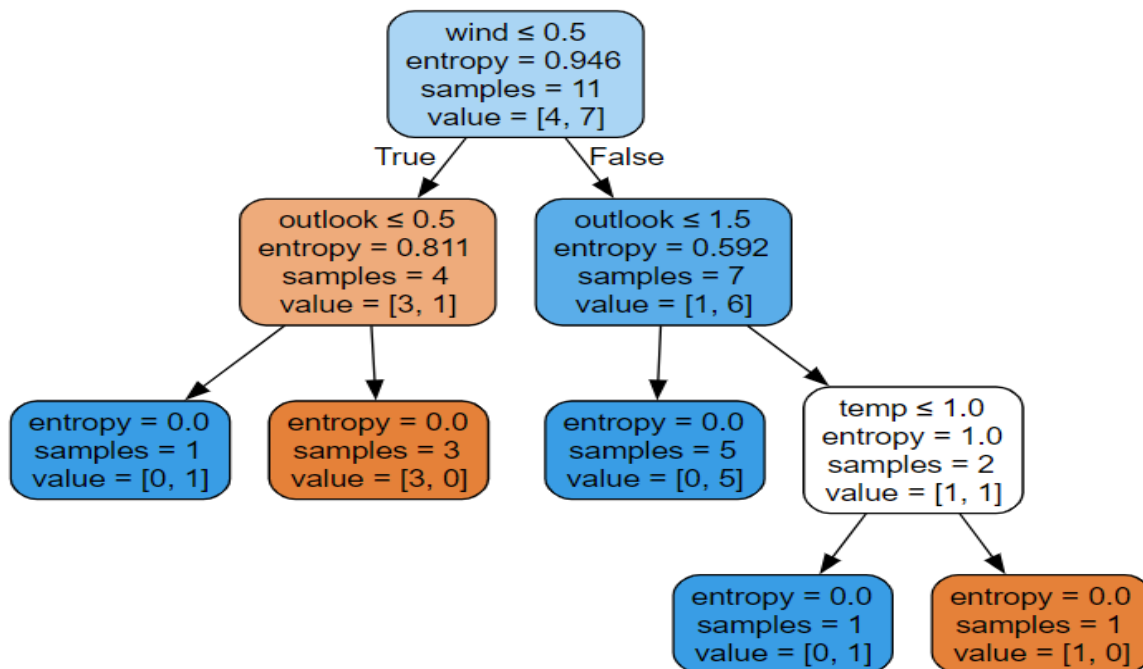 wind ≤ 0.5
entropy = 0.946
samples = 11
value = [4, 7]
True
False
outlook ≤ 0.5
entropy = 0.811
samples = 4
value = [3, 1]
outlook ≤ 1.5
entropy = 0.592
samples = 7
value = [1, 6]
entropy = 0.0
samples = 1
value = [0, 1]
entropy = 0.0
samples = 3
value = [3, 0]
entropy = 0.0
samples = 5
value = [0, 5]
temp ≤ 1.0
entropy = 1.0
samples = 2
value = [1, 1]
entropy = 0.0
samples = 1
value = [0, 1]
entropy = 0.0
samples = 1
value = [1, 0]